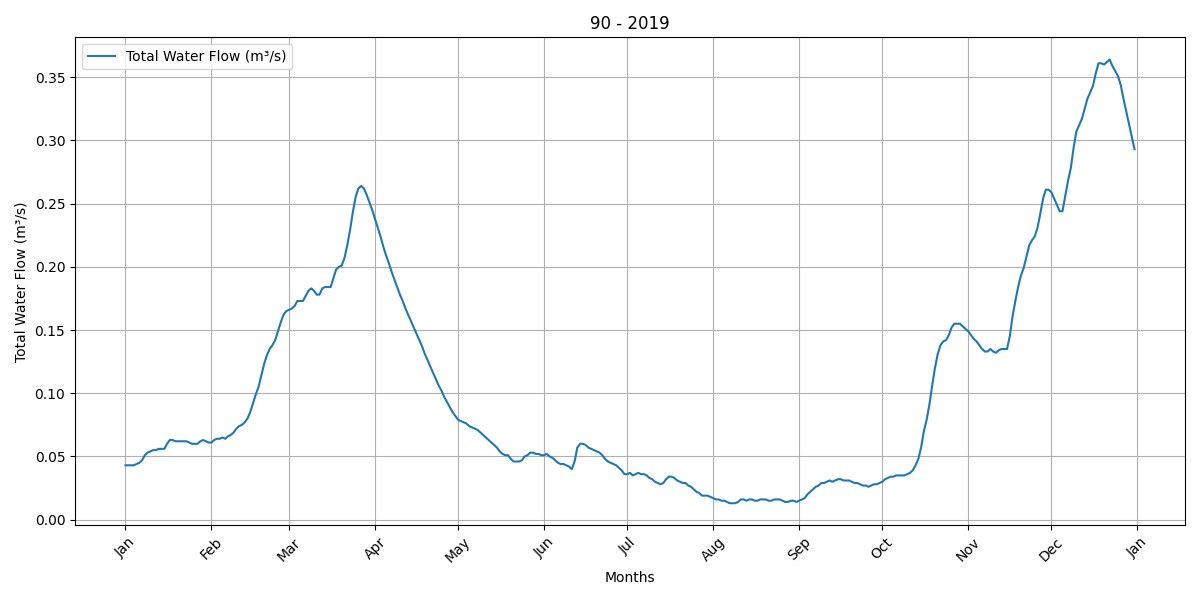 90 - 2019
Total Water Flow (m³/s)
Total Water Flow (m³/s)
0.35
0.30
0.25
0.20
0.15
0.10
0.05
0.00
Jan Feb Mar Apr May Jun Jul Aug Sep Oct Nov Dec Jan
Months